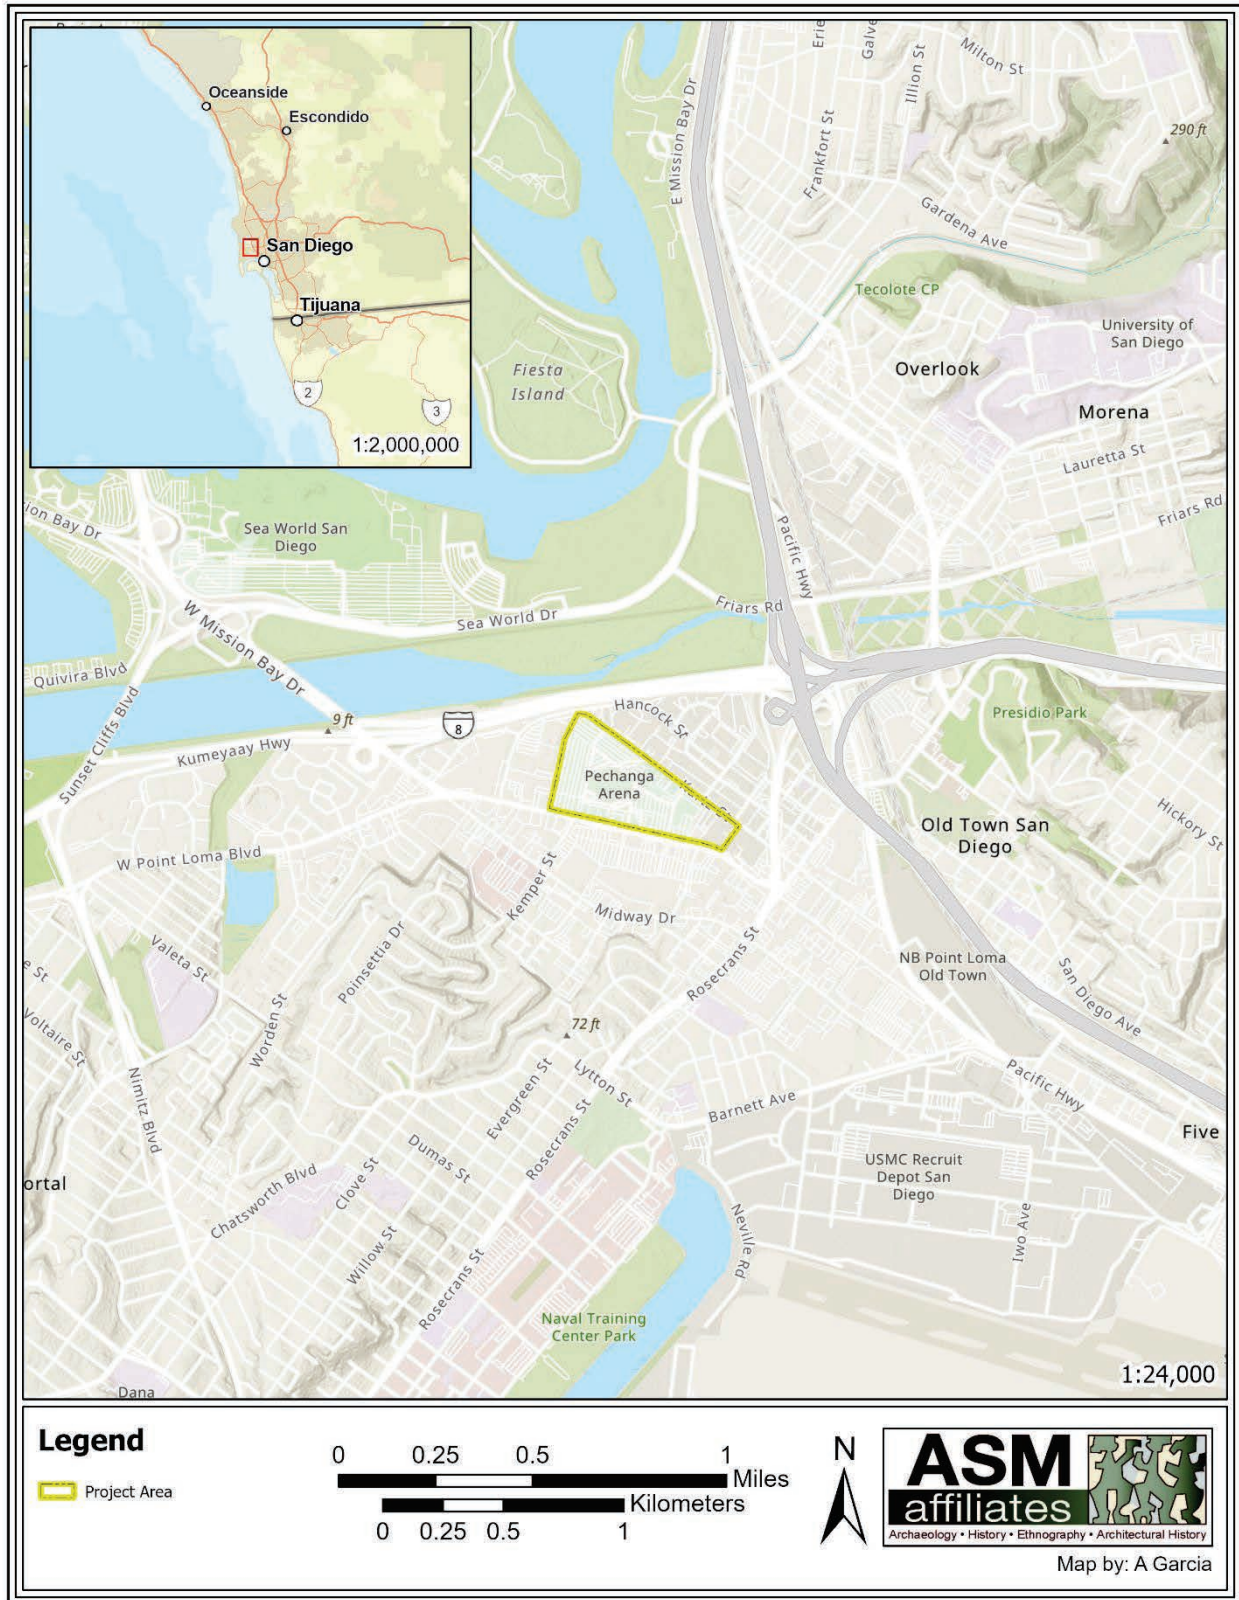 Oceanside
Escondido
San Diego
Tijuana
2
3
1:2,000,000
E Mission Bay Dr
Erie
Galve
Milton St
Illion St
Frankfort St
290 ft
Gardena Ave
Tecolote CP
University of
San Diego
Overlook
Morena
Lauretta St
Friars Rd
Fiesta
Island
ion Bay Dr
Sea World San
Diego
Pacific Hwy
W Mission Bay Dr
Sea World Dr
Friars Rd
Quivira Blvd
Sunset Cliffs Blvd
9 ft
8
Kumeyaay Hwy
Hancock St
Presidio Park
Pechanga
Arena
Hickory St
Old Town San
Diego
W Point Loma Blvd
Kemper St
Midway Dr
Poinsettia Dr
Valeta St
Rosecrans St
NB Point Loma
Old Town
San Diego Ave
e St
Voltaire St
Worden St
72 ft
Nimitz Blvd
Evergreen St
Lytton St
Pacific Hwy
Barnett Ave
Rosecrans St
Dumas St
Five
USMC Recruit
Depot San
Diego
ortal
Chatsworth Blvd
Clove St
Willow St
Neville Rd
Iwo Ave
Rosecrans St
Naval Training
Center Park
Dana
1:24,000
Legend
Project Area
0 0.25 0.5 1
Miles
Kilometers
0 0.25 0.5 1
N
ASM
affiliates
Archaeology • History • Ethnography • Architectural History
Map by: A Garcia